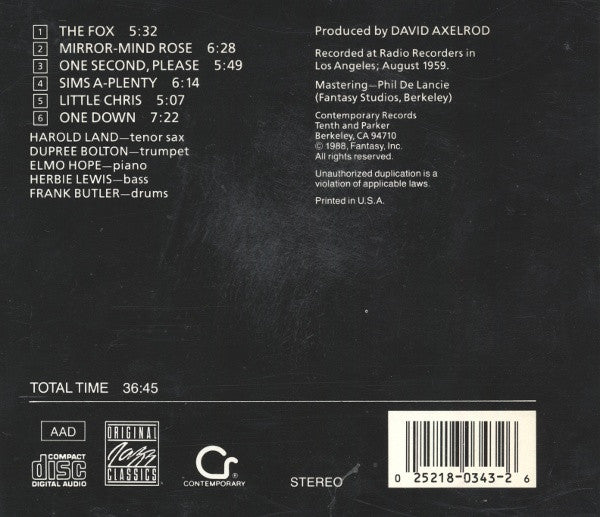 1 THE FOX 5:32
2 MIRROR-MIND ROSE 6:28
3 ONE SECOND, PLEASE 5:49
4 SIMS A-PLENTY 6:14
5 LITTLE CHRIS 5:07
6 ONE DOWN 7:22
HAROLD LAND—tenor sax
DUPREE BOLTON—trumpet
ELMO HOPE—piano
HERBIE LEWIS—bass
FRANK BUTLER—drums
Produced by DAVID AXELROD
Recorded at Radio Recorders in
Los Angeles; August 1959.
Mastering—Phil De Lancie
(Fantasy Studios, Berkeley)
Contemporary Records
Tenth and Parker
Berkeley, CA 94710
© 1988, Fantasy, Inc.
All rights reserved.
Unauthorized duplication is a
violation of applicable laws.
Printed in U.S.A.
TOTAL TIME 36:45
AAD
COMPACT
disc
DIGITAL AUDIO
ORIGINAL
Jazz
CLASSICS
Cr
CONTEMPORARY
STEREO
0 25218-0343-2 6